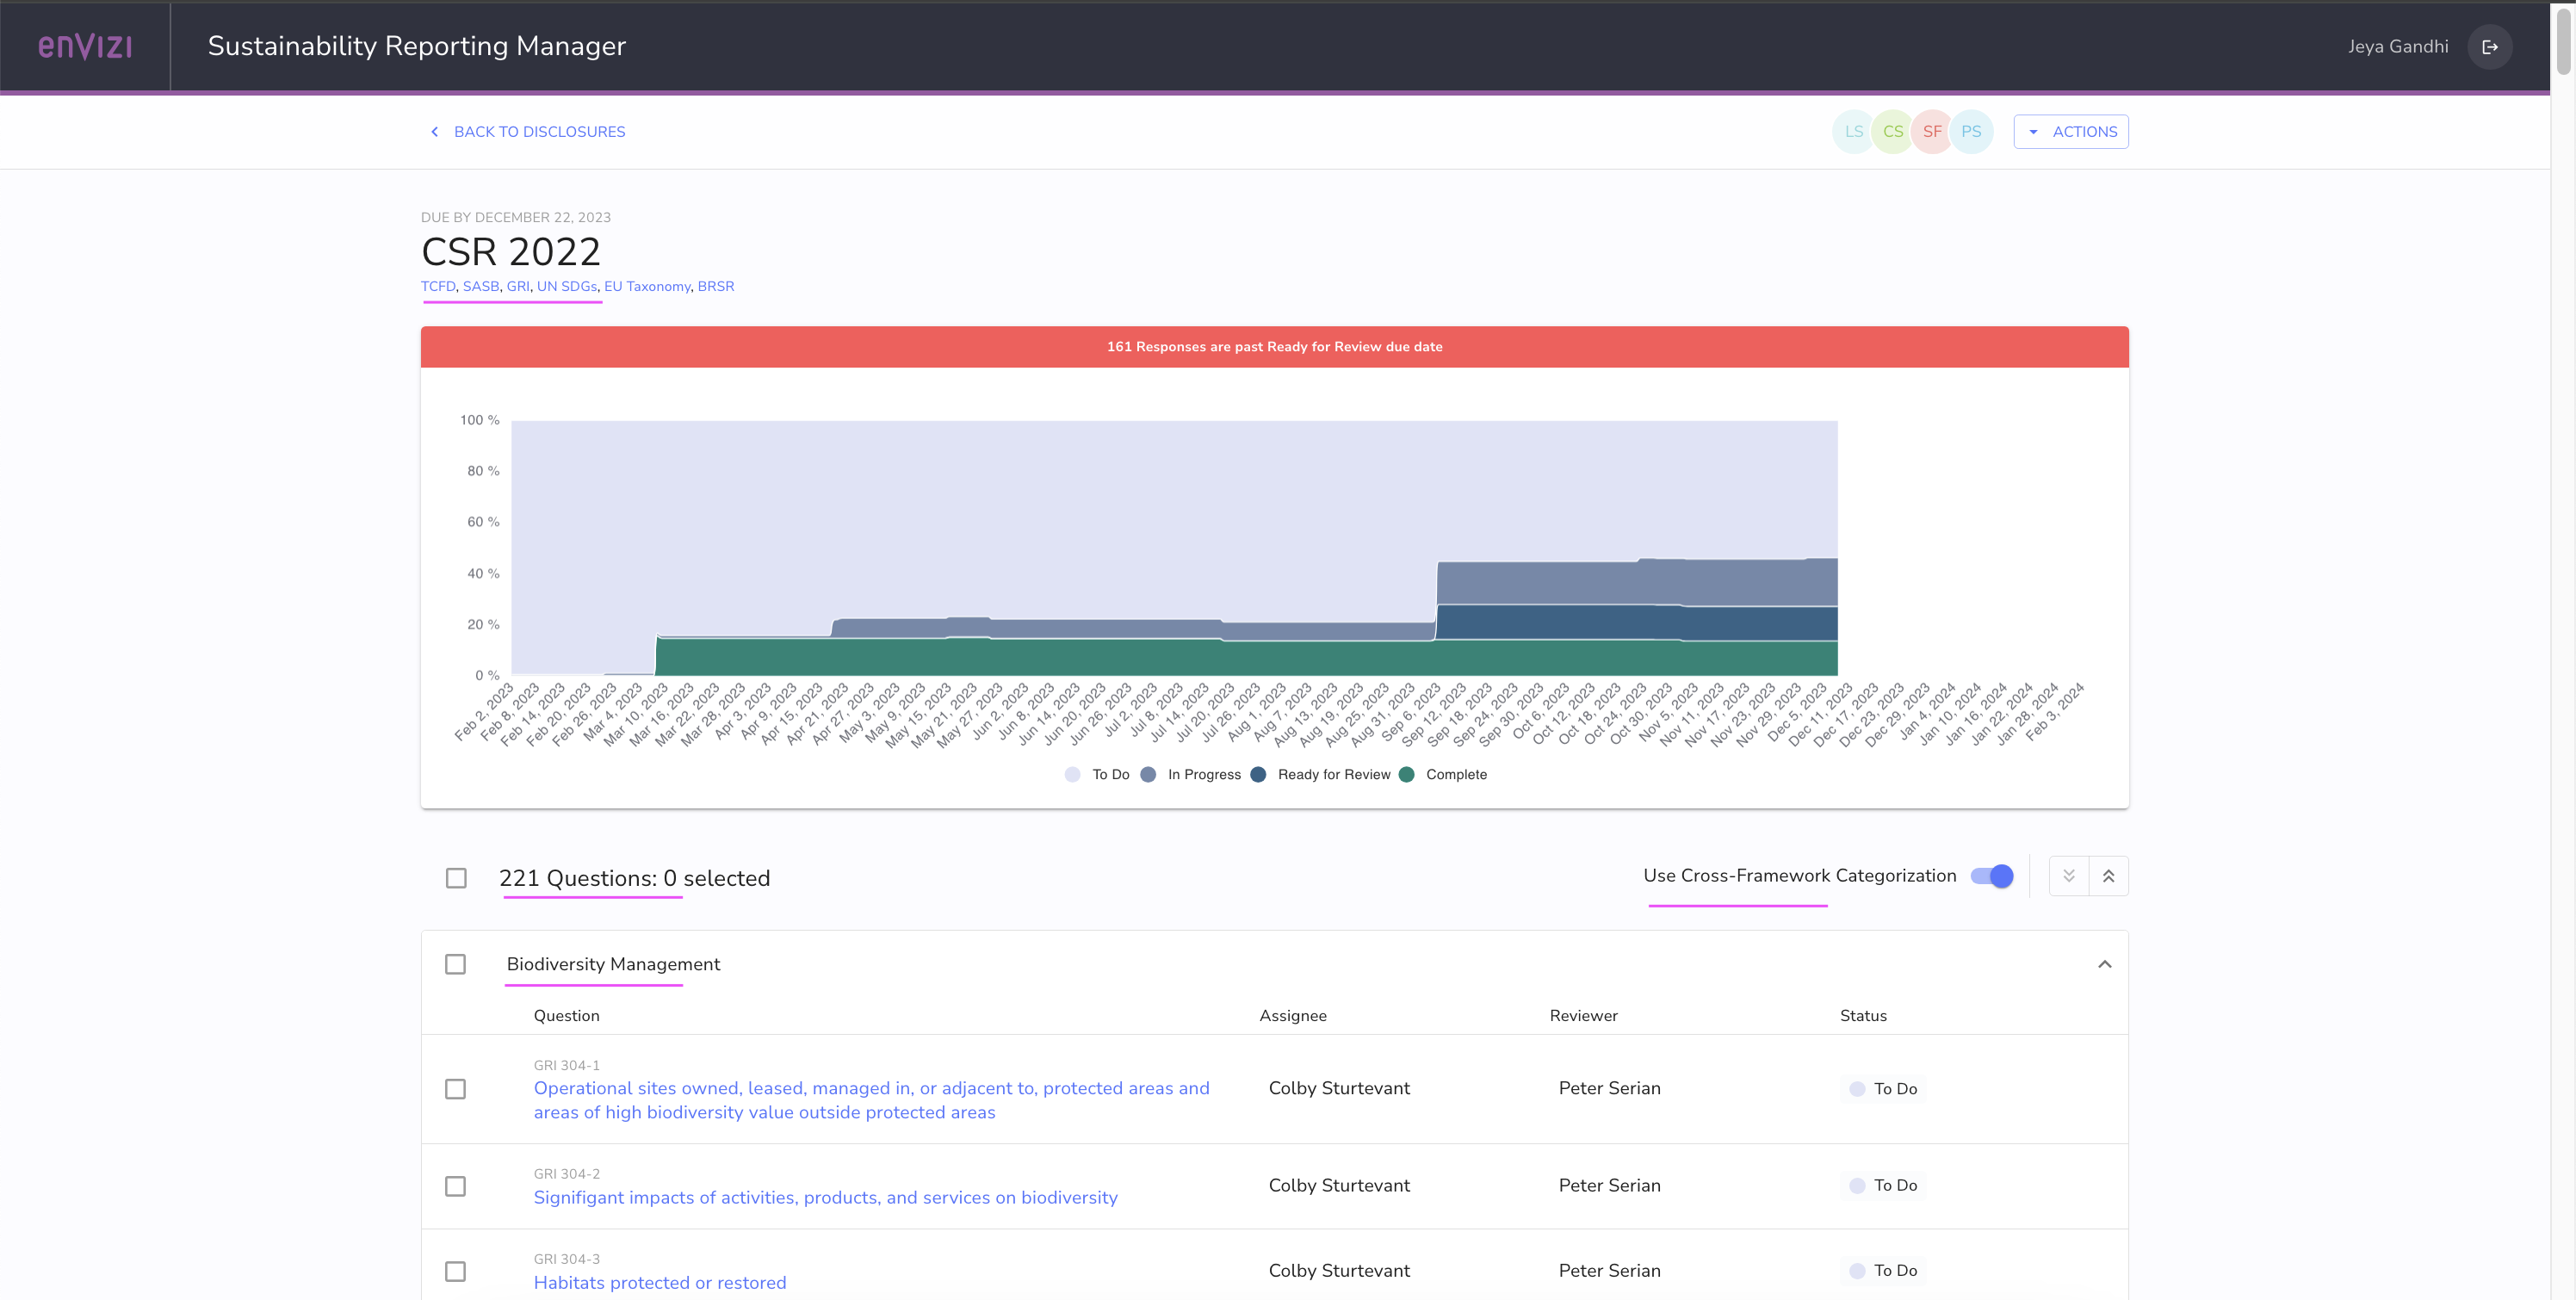 enVIZI
Sustainability Reporting Manager
Jeya Gandhi
BACK TO DISCLOSURES
LS
CS
SF
PS
ACTIONS
DUE BY DECEMBER 22, 2023
CSR 2022
TCFD, SASB, GRI, UN SDGs, EU Taxonomy, BRSR
161 Responses are past Ready for Review due date
100 %
80 %
60 %
40 %
20 %
0 %
Feb 2, 2023
Feb 8, 2023
Feb 14, 2023
Feb 20, 2023
Feb 26, 2023
Mar 4, 2023
Mar 10, 2023
Mar 16, 2023
Mar 22, 2023
Mar 28, 2023
Apr 3, 2023
Apr 9, 2023
Apr 15, 2023
Apr 21, 2023
Apr 27, 2023
May 3, 2023
May 9, 2023
May 15, 2023
May 21, 2023
May 27, 2023
Jun 2, 2023
Jun 8, 2023
Jun 14, 2023
Jun 20, 2023
Jun 26, 2023
Jul 2, 2023
Jul 8, 2023
Jul 14, 2023
Jul 20, 2023
Jul 26, 2023
Aug 1, 2023
Aug 7, 2023
Aug 13, 2023
Aug 19, 2023
Aug 25, 2023
Aug 31, 2023
Sep 6, 2023
Sep 12, 2023
Sep 18, 2023
Sep 24, 2023
Sep 30, 2023
Oct 6, 2023
Oct 12, 2023
Oct 18, 2023
Oct 24, 2023
Oct 30, 2023
Nov 5, 2023
Nov 11, 2023
Nov 17, 2023
Nov 23, 2023
Nov 29, 2023
Dec 5, 2023
Dec 11, 2023
Dec 17, 2023
Dec 23, 2023
Dec 29, 2023
Jan 4, 2024
Jan 10, 2024
Jan 16, 2024
Jan 22, 2024
Jan 28, 2024
Feb 3, 2024
To Do
In Progress
Ready for Review
Complete
221 Questions: 0 selected
Use Cross-Framework Categorization
Biodiversity Management
Question
Assignee
Reviewer
Status
GRI 304-1
Operational sites owned, leased, managed in, or adjacent to, protected areas and
areas of high biodiversity value outside protected areas
Colby Sturtevant
Peter Serian
To Do
GRI 304-2
Signifigant impacts of activities, products, and services on biodiversity
Colby Sturtevant
Peter Serian
To Do
GRI 304-3
Habitats protected or restored
Colby Sturtevant
Peter Serian
To Do